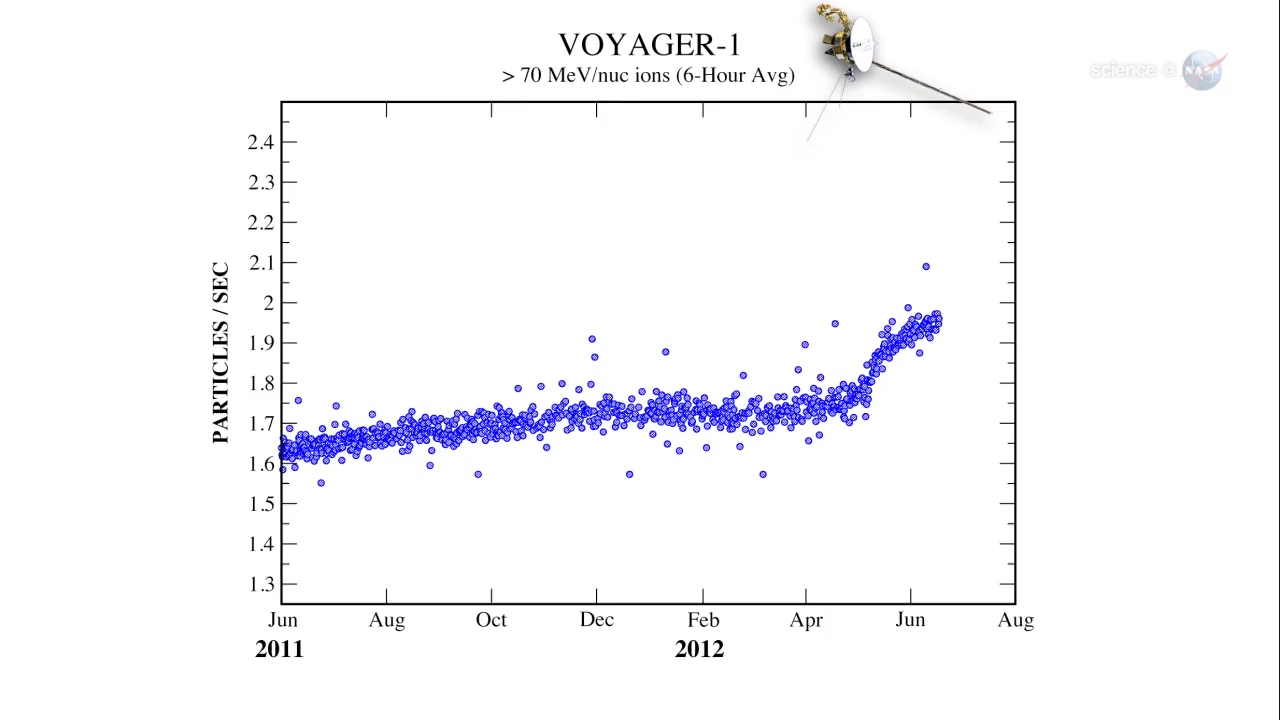 VOYAGER-1
> 70 MeV/nuc ions (6-Hour Avg)
science @ NASA
2.4
2.3
2.2
2.1
2
1.9
1.8
1.7
1.6
1.5
1.4
1.3
PARTICLES / SEC
Jun Aug Oct Dec Feb Apr Jun Aug
2011 2012